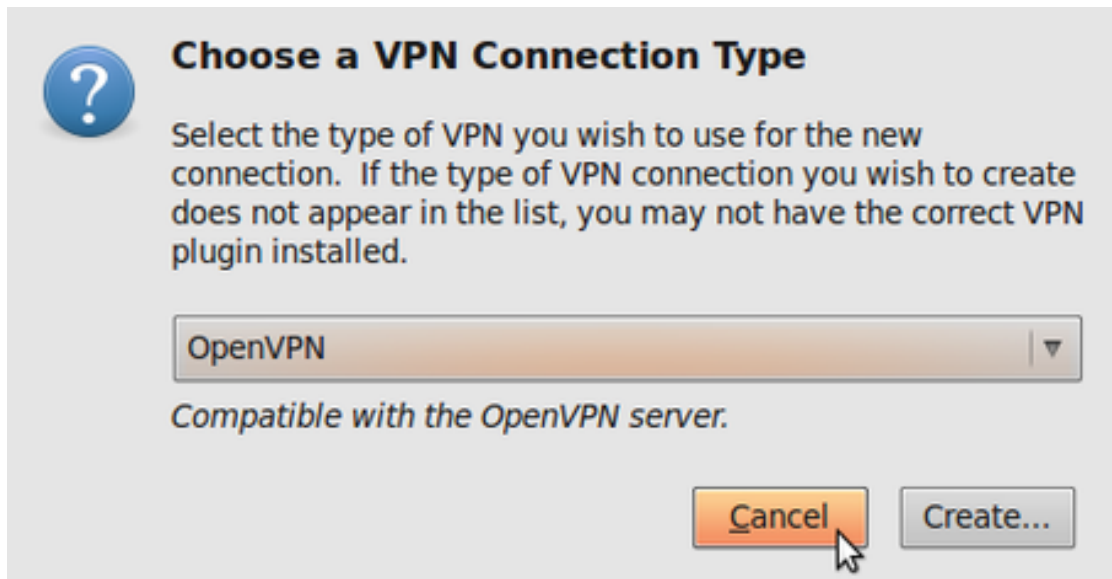 Choose a VPN Connection Type
Select the type of VPN you wish to use for the new
connection.  If the type of VPN connection you wish to create
does not appear in the list, you may not have the correct VPN
plugin installed.
OpenVPN
Compatible with the OpenVPN server.
Cancel
Create...